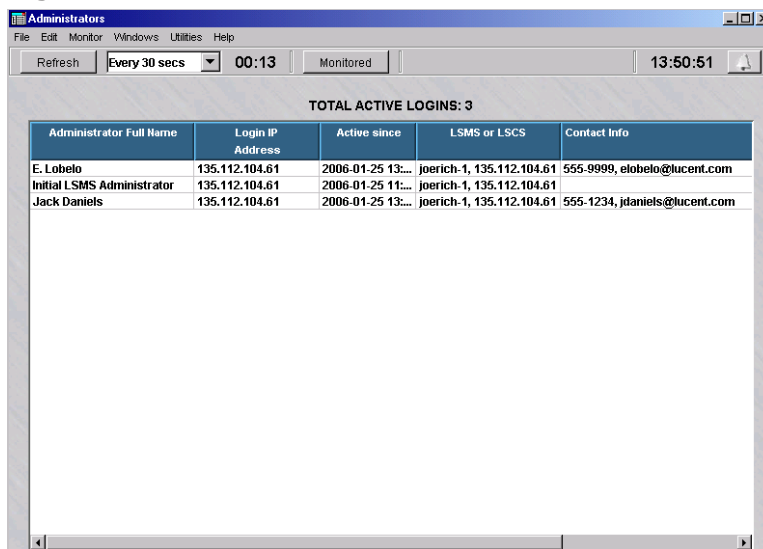 Administrators
File Edit Monitor Windows Utilities Help
Refresh Every 30 secs 00:13 Monitored 13:50:51
TOTAL ACTIVE LOGINS: 3
Administrator Full Name Login IP Address Active since LSMS or LSCS Contact Info
E. Lobelo 135.112.104.61 2006-01-25 13:... joerich-1, 135.112.104.61 555-9999, elobelo@lucent.com
Initial LSMS Administrator 135.112.104.61 2006-01-25 11:... joerich-1, 135.112.104.61
Jack Daniels 135.112.104.61 2006-01-25 13:... joerich-1, 135.112.104.61 555-1234, jdaniels@lucent.com